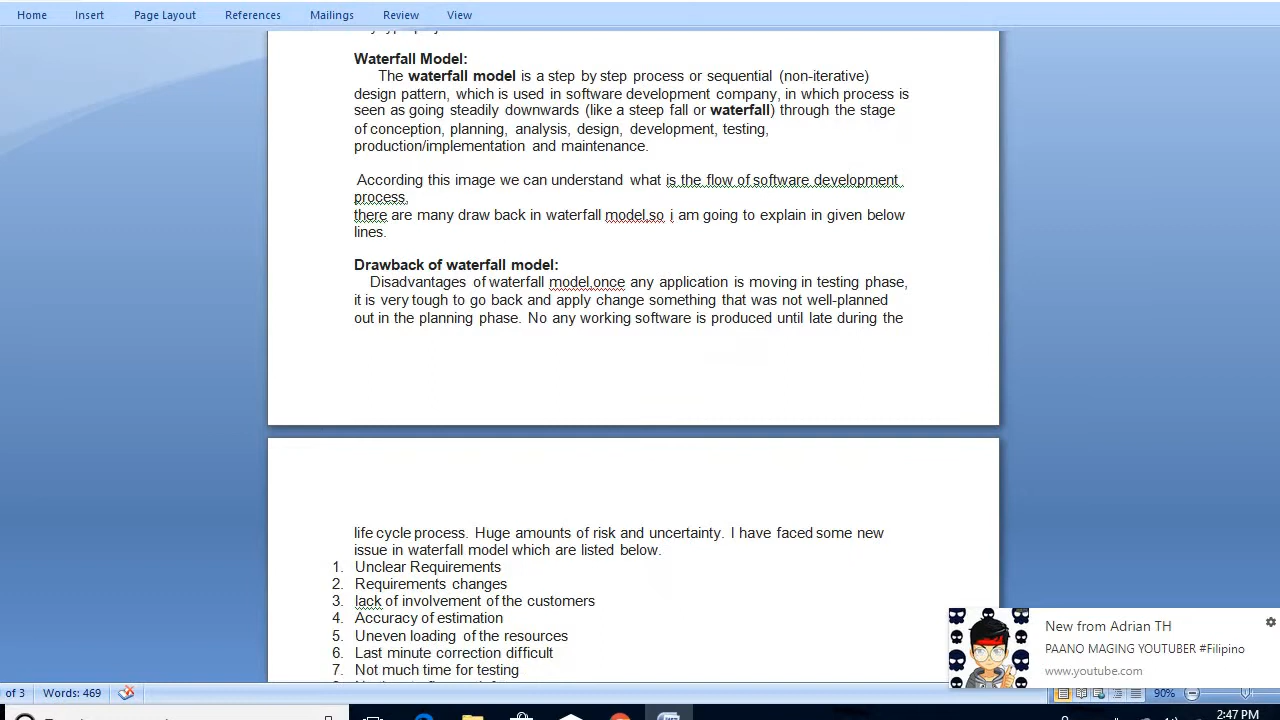 Home Insert Page Layout References Mailings Review View
Waterfall Model:
The waterfall model is a step by step process or sequential (non-iterative)
design pattern, which is used in software development company, in which process is
seen as going steadily downwards (like a steep fall or waterfall) through the stage
of conception, planning, analysis, design, development, testing,
production/implementation and maintenance.
According this image we can understand what is the flow of software development
process,
there are many draw back in waterfall model,so i am going to explain in given below
lines.
Drawback of waterfall model:
Disadvantages of waterfall model,once any application is moving in testing phase,
it is very tough to go back and apply change something that was not well-planned
out in the planning phase. No any working software is produced until late during the
life cycle process. Huge amounts of risk and uncertainty. I have faced some new
issue in waterfall model which are listed below.
1. Unclear Requirements
2. Requirements changes
3. lack of involvement of the customers
4. Accuracy of estimation
5. Uneven loading of the resources
6. Last minute correction difficult
7. Not much time for testing
New from Adrian TH
PAANO MAGING YOUTUBER #Filipino
www.youtube.com
of 3 Words: 469 90%
2:47 PM